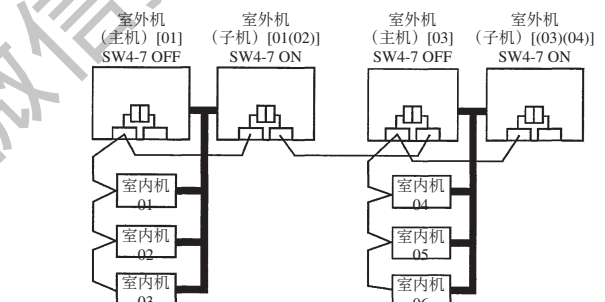 室外机
（主机）[01]
SW4-7 OFF
室外机
（子机）[01(02)]
SW4-7 ON
室外机
（主机）[03]
SW4-7 OFF
室外机
（子机）[(03)(04)]
SW4-7 ON
室内机
01
室内机
02
室内机
03
室内机
04
室内机
05
室内机
06
微信